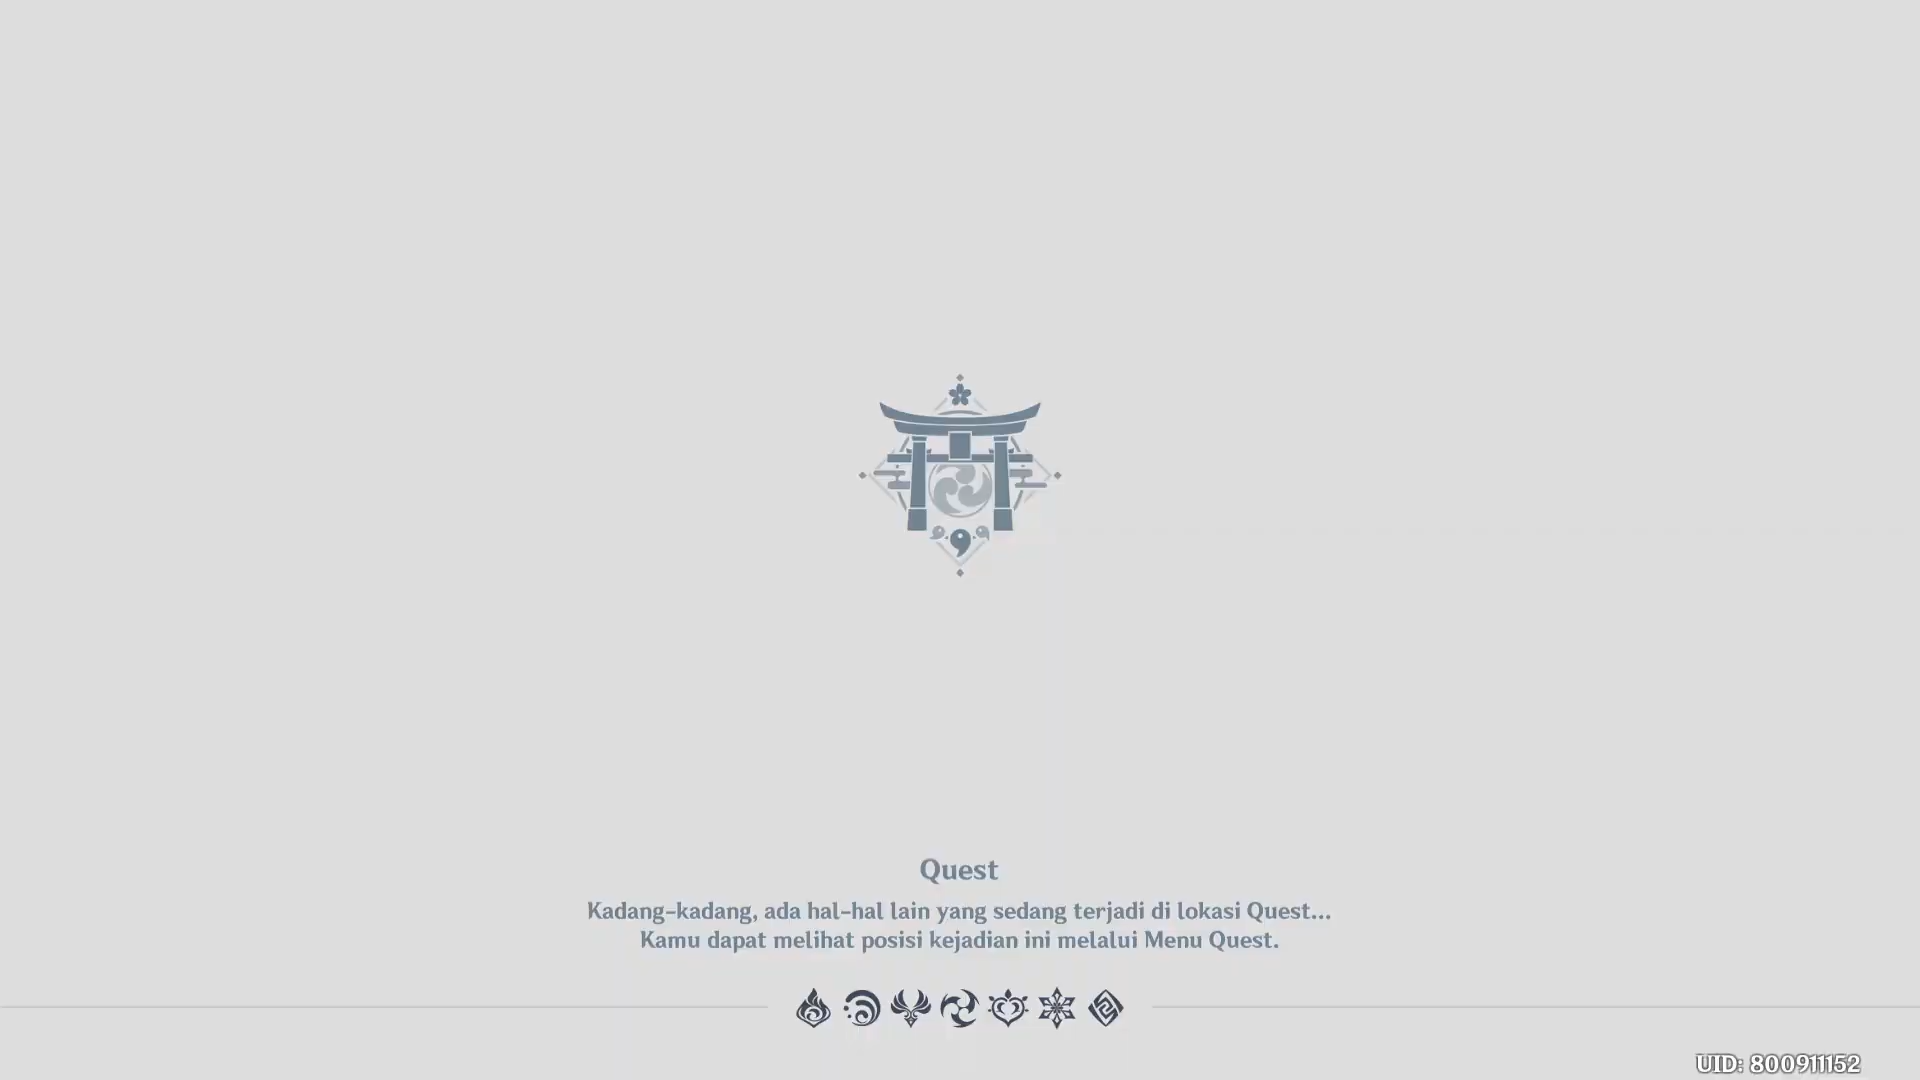 Quest
Kadang-kadang, ada hal-hal lain yang sedang terjadi di lokasi Quest...
Kamu dapat melihat posisi kejadian ini melalui Menu Quest.
UID: 800911152